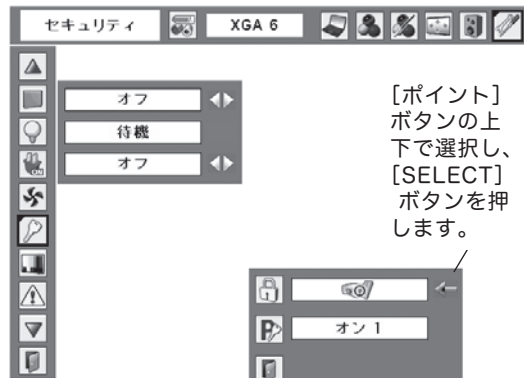 セキュリティ
XGA 6
オフ
待機
オフ
ON
[ポイント]
ボタンの上
下で選択し、
[SELECT]
ボタンを押
します。
オン 1
P